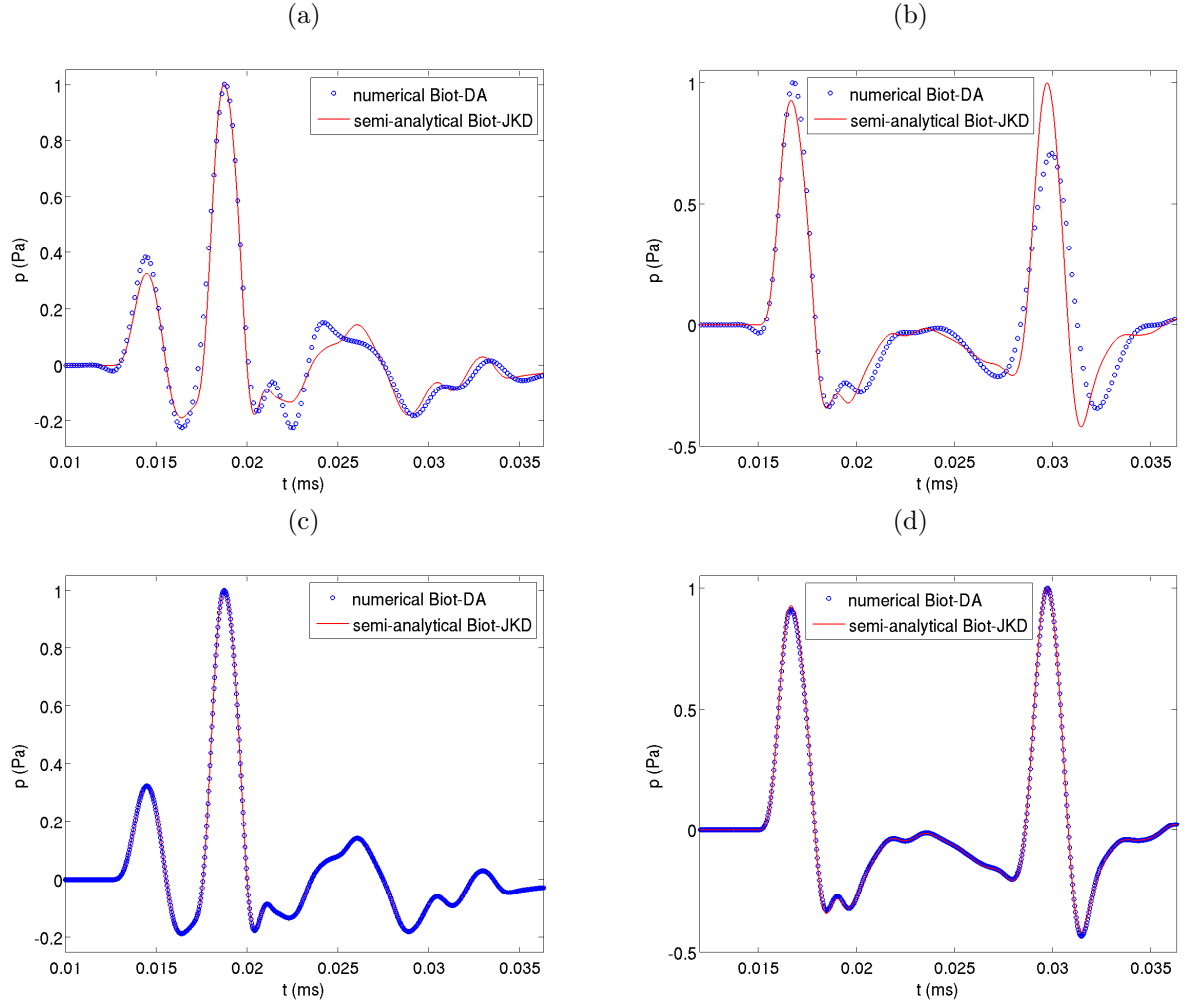 (a)
1
0.8
0.6
0.4
0.2
0
-0.2
p (Pa)
0.01
0.015
0.02
0.025
0.03
0.035
t (ms)
numerical Biot-DA
semi-analytical Biot-JKD
(b)
1
0.5
0
-0.5
p (Pa)
0.015
0.02
0.025
0.03
0.035
t (ms)
numerical Biot-DA
semi-analytical Biot-JKD
(c)
1
0.8
0.6
0.4
0.2
0
-0.2
p (Pa)
0.01
0.015
0.02
0.025
0.03
0.035
t (ms)
numerical Biot-DA
semi-analytical Biot-JKD
(d)
1
0.5
0
-0.5
p (Pa)
0.015
0.02
0.025
0.03
0.035
t (ms)
numerical Biot-DA
semi-analytical Biot-JKD